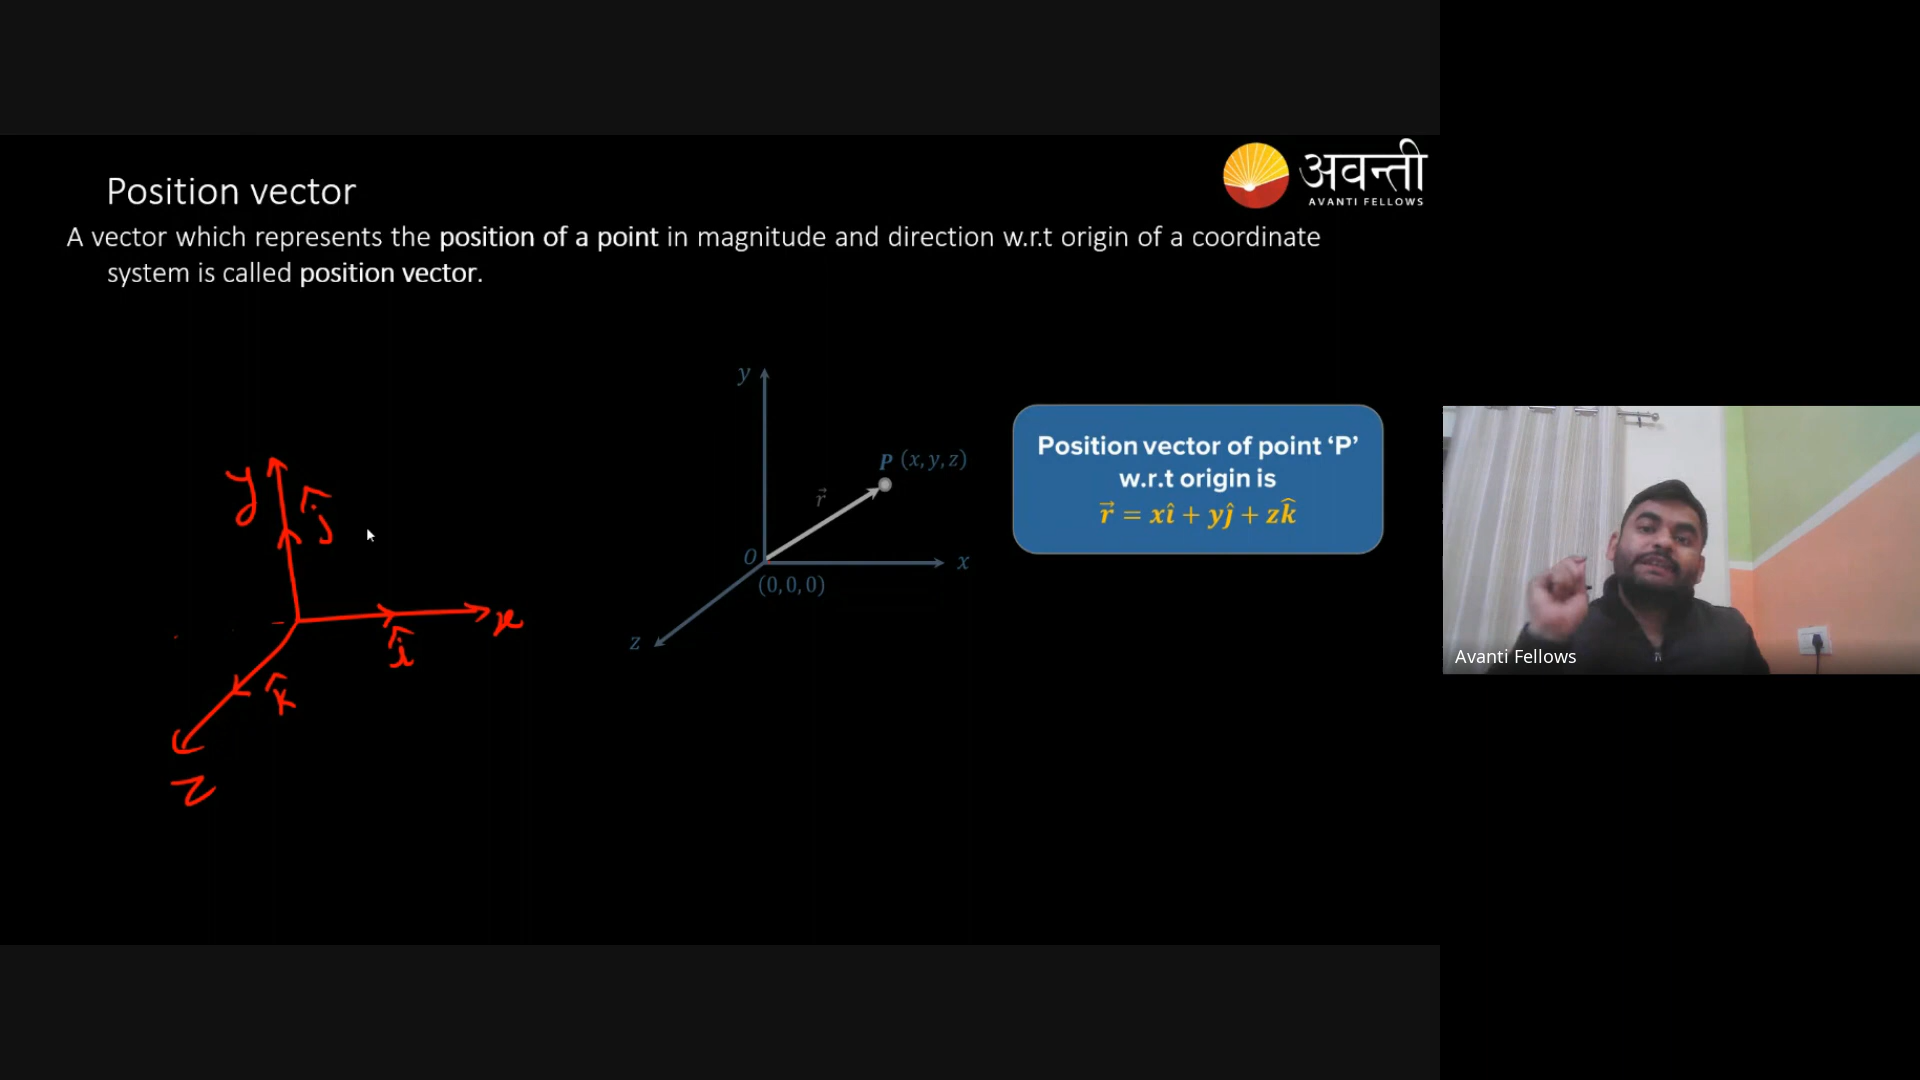 अवन्ती
AVANTI FELLOWS
Position vector
A vector which represents the position of a point in magnitude and direction w.r.t origin of a coordinate
system is called position vector.
y
ĵ
x
î
k̂
z
y
P (x, y, z)
r⃗
O
x
(0, 0, 0)
z
Position vector of point ‘P’
w.r.t origin is
r⃗ = xî + yĵ + zk̂
Avanti Fellows